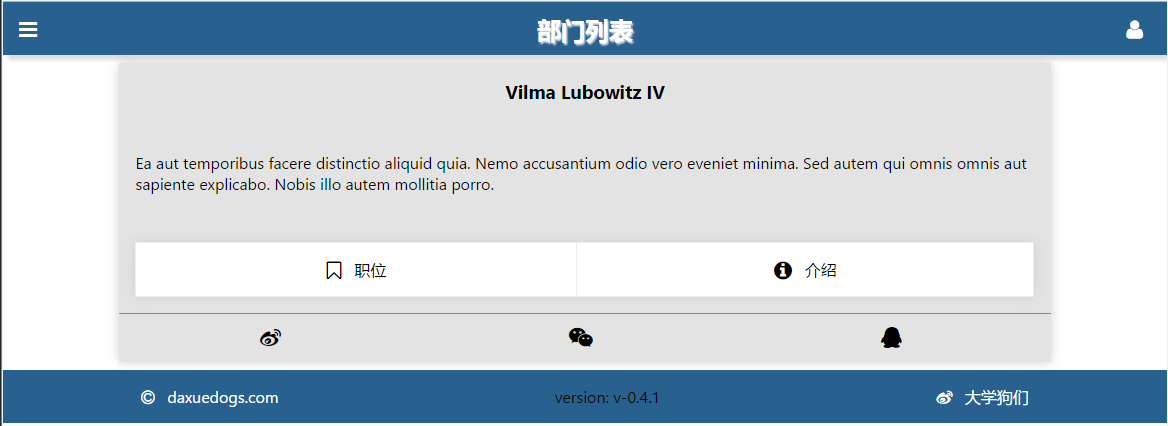 部门列表
Vilma Lubowitz IV
Ea aut temporibus facere distinctio aliquid quia. Nemo accusantium odio vero eveniet minima. Sed autem qui omnis omnis aut
sapiente explicabo. Nobis illo autem mollitia porro.
职位 介绍
© daxuedogs.com version: v-0.4.1 大学狗们